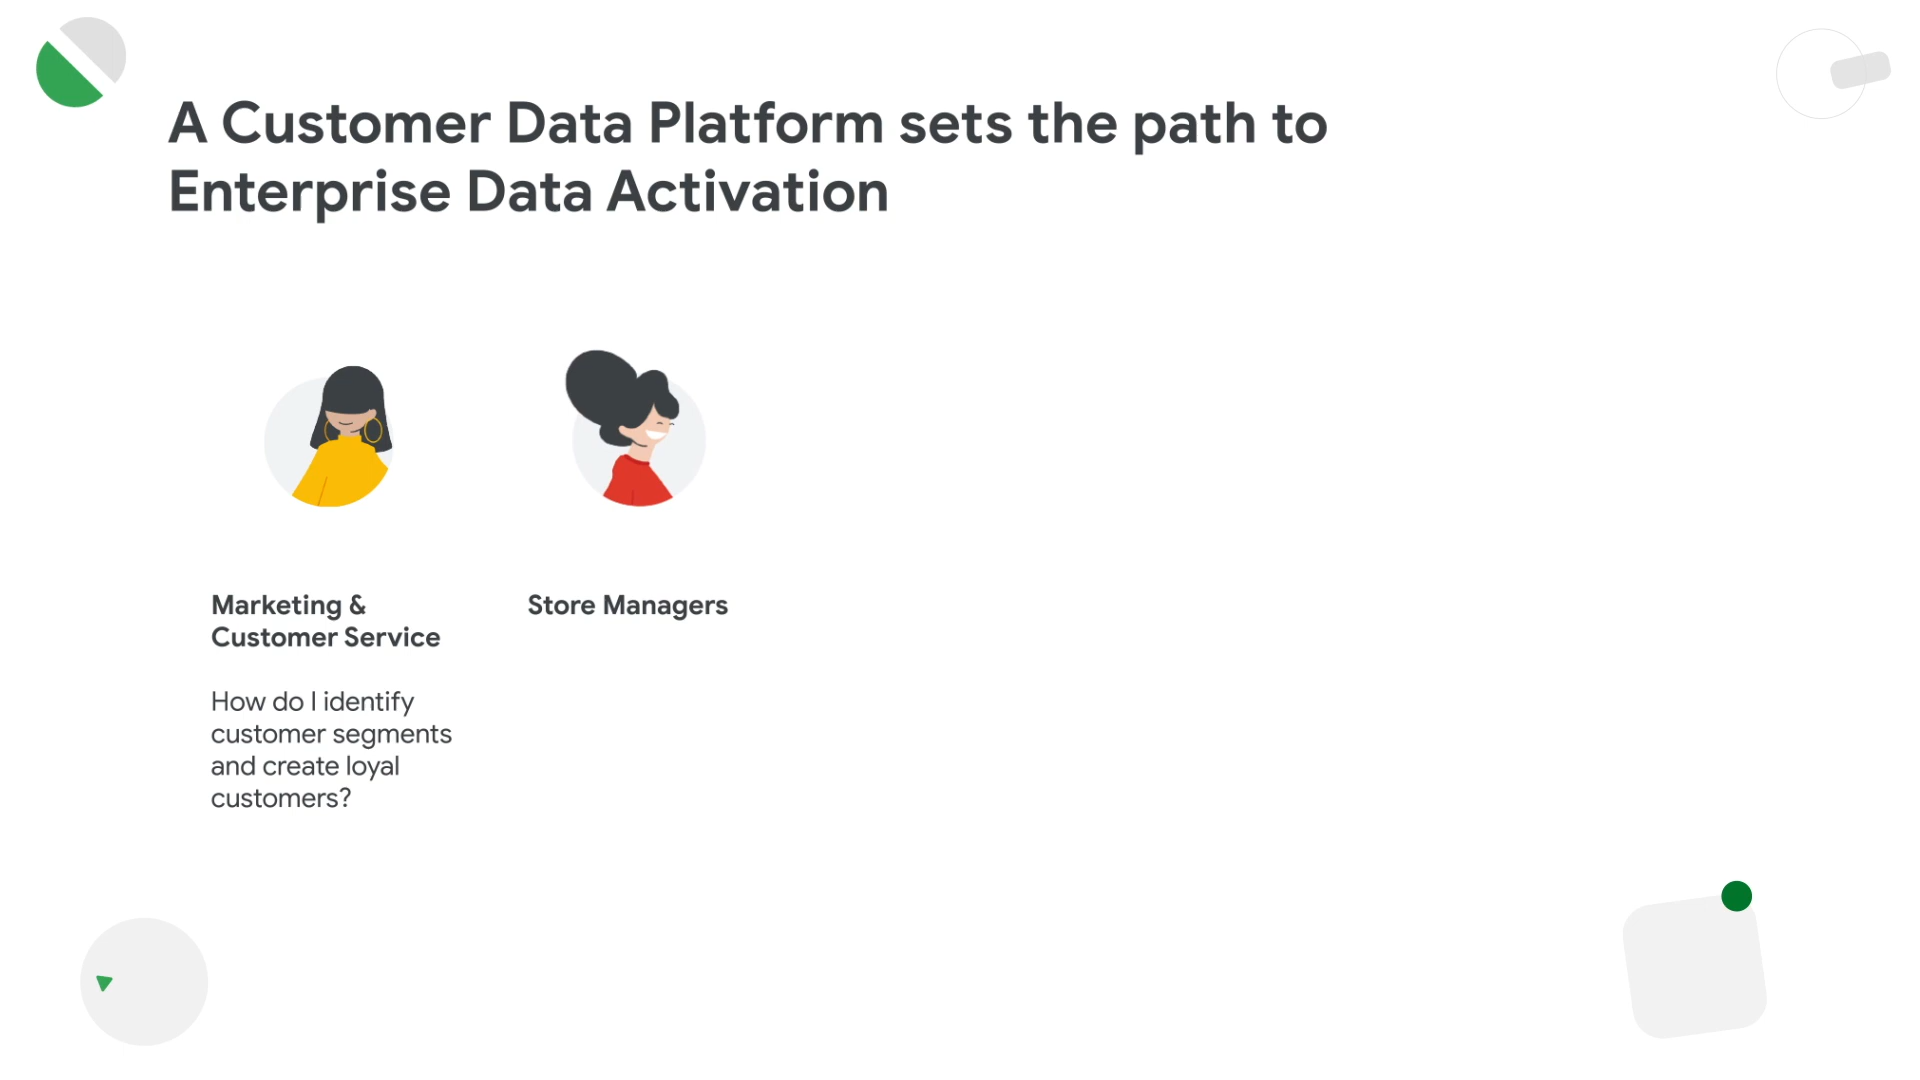 A Customer Data Platform sets the path to
Enterprise Data Activation
Marketing &
Customer Service
How do I identify
customer segments
and create loyal
customers?
Store Managers